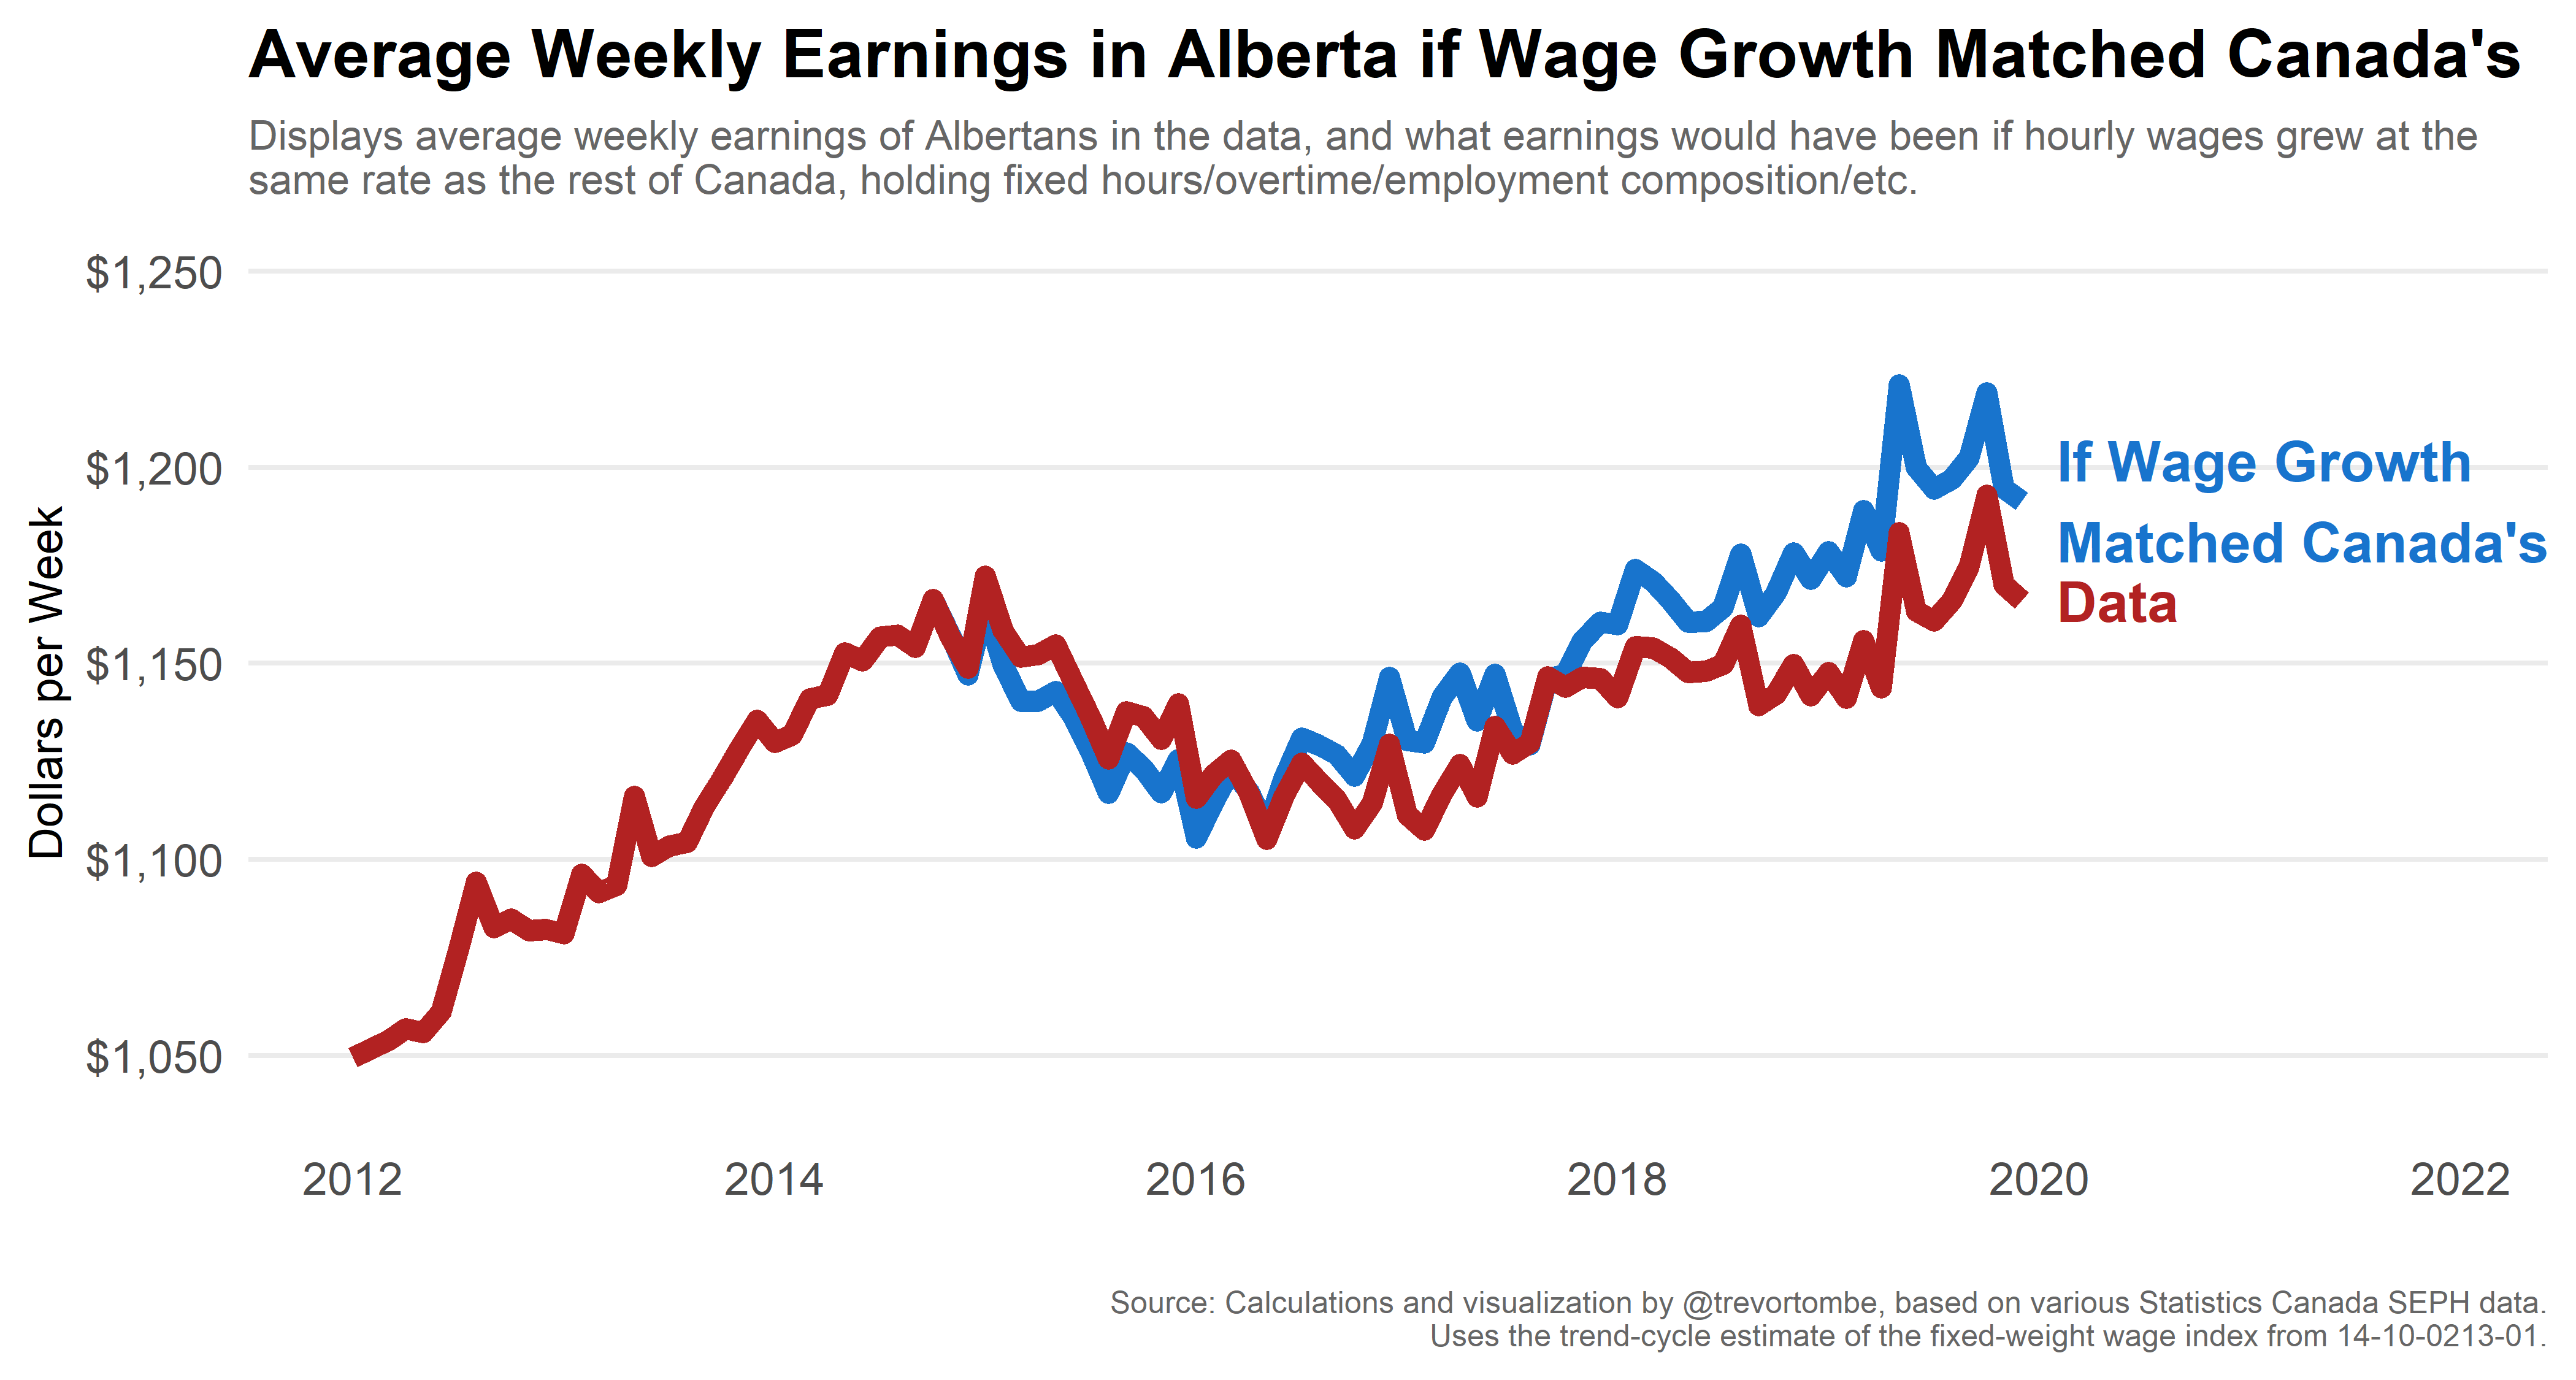 Average Weekly Earnings in Alberta if Wage Growth Matched Canada's
Displays average weekly earnings of Albertans in the data, and what earnings would have been if hourly wages grew at the
same rate as the rest of Canada, holding fixed hours/overtime/employment composition/etc.
Dollars per Week
$1,250
$1,200
$1,150
$1,100
$1,050
If Wage Growth
Matched Canada's
Data
2012
2014
2016
2018
2020
2022
Source: Calculations and visualization by @trevortombe, based on various Statistics Canada SEPH data.
Uses the trend-cycle estimate of the fixed-weight wage index from 14-10-0213-01.